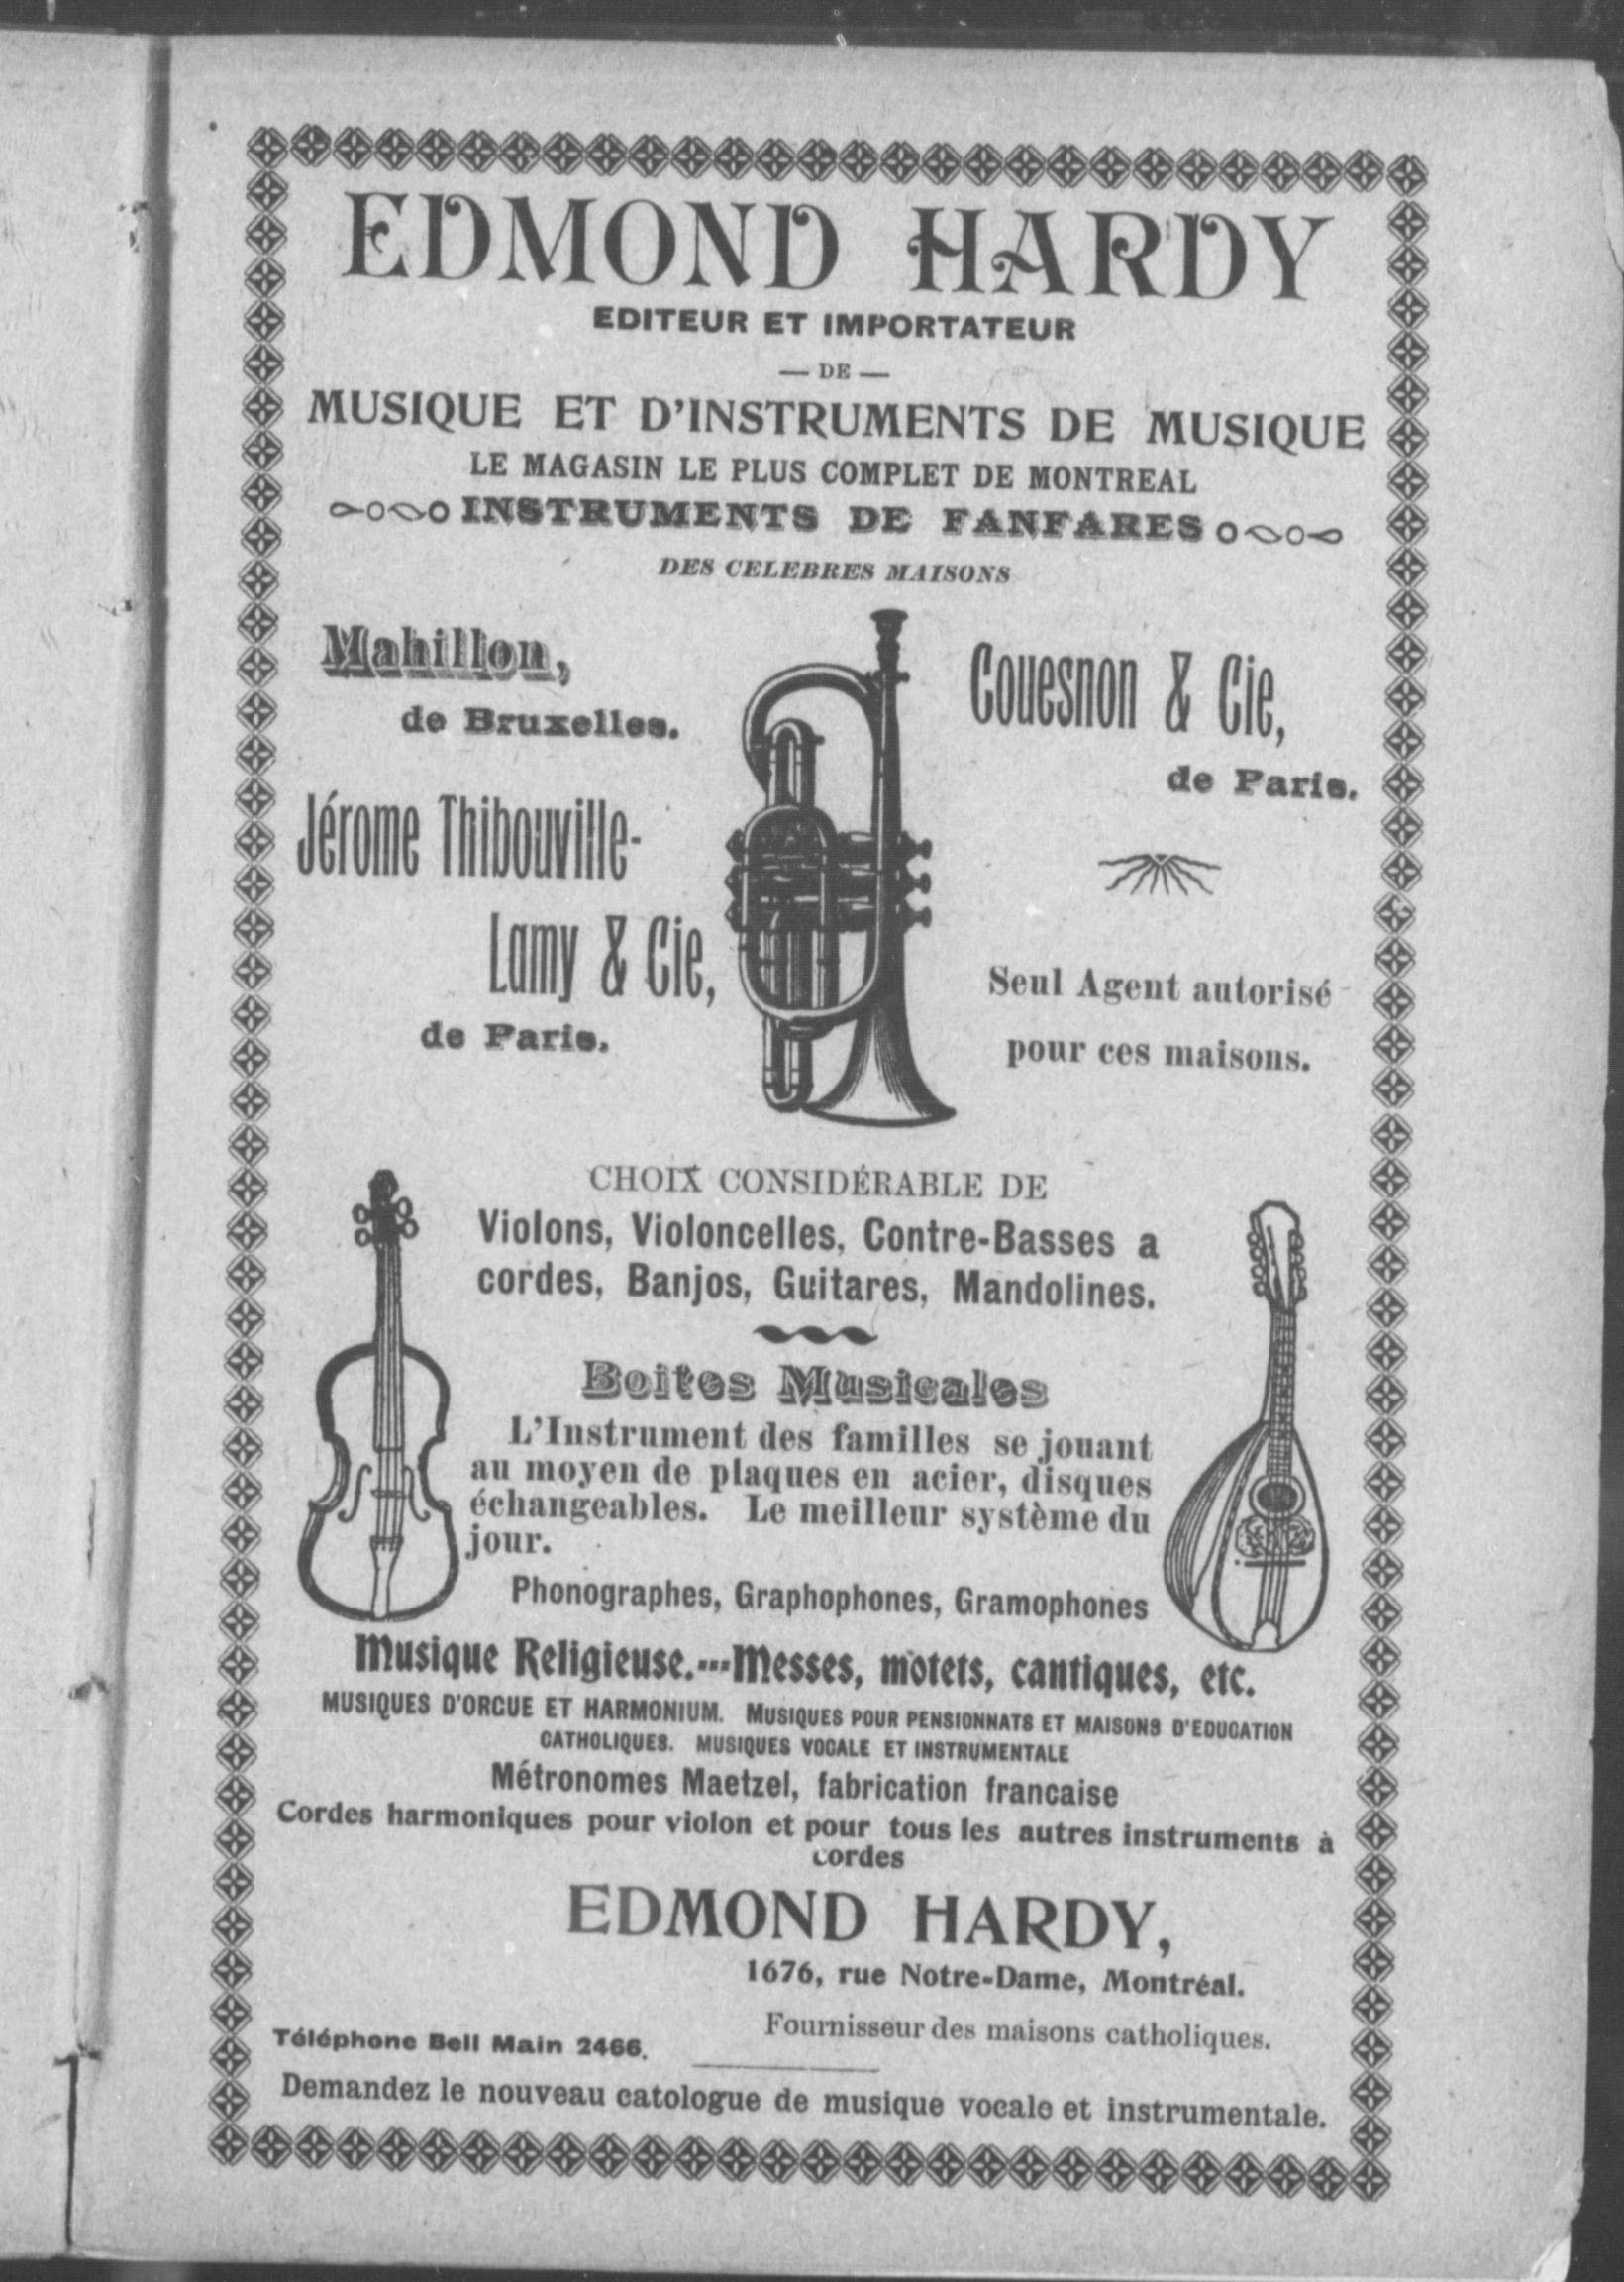 EDMOND HARDY
EDITEUR ET IMPORTATEUR
— DE —
MUSIQUE ET D'INSTRUMENTS DE MUSIQUE
LE MAGASIN LE PLUS COMPLET DE MONTREAL
INSTRUMENTS DE FANFARES
DES CELEBRES MAISONS
Mahillon,
de Bruxelles.
Jérome Thibouville-
Lamy & Cie,
de Paris.
Couesnon & Cie,
de Paris.
Seul Agent autorisé
pour ces maisons.
CHOIX CONSIDÉRABLE DE
Violons, Violoncelles, Contre-Basses a
cordes, Banjos, Guitares, Mandolines.
Boites Musicales
L'Instrument des familles se jouant
au moyen de plaques en acier, disques
échangeables. Le meilleur système du
jour.
Phonographes, Graphophones, Gramophones
Musique Religieuse.---Messes, motets, cantiques, etc.
MUSIQUES D'ORGUE ET HARMONIUM. MUSIQUES POUR PENSIONNATS ET MAISONS D'EDUCATION
CATHOLIQUES. MUSIQUES VOCALE ET INSTRUMENTALE
Métronomes Maetzel, fabrication francaise
Cordes harmoniques pour violon et pour tous les autres instruments à
cordes
EDMOND HARDY,
1676, rue Notre-Dame, Montréal.
Fournisseur des maisons catholiques.
Téléphone Bell Main 2466.
Demandez le nouveau catologue de musique vocale et instrumentale.